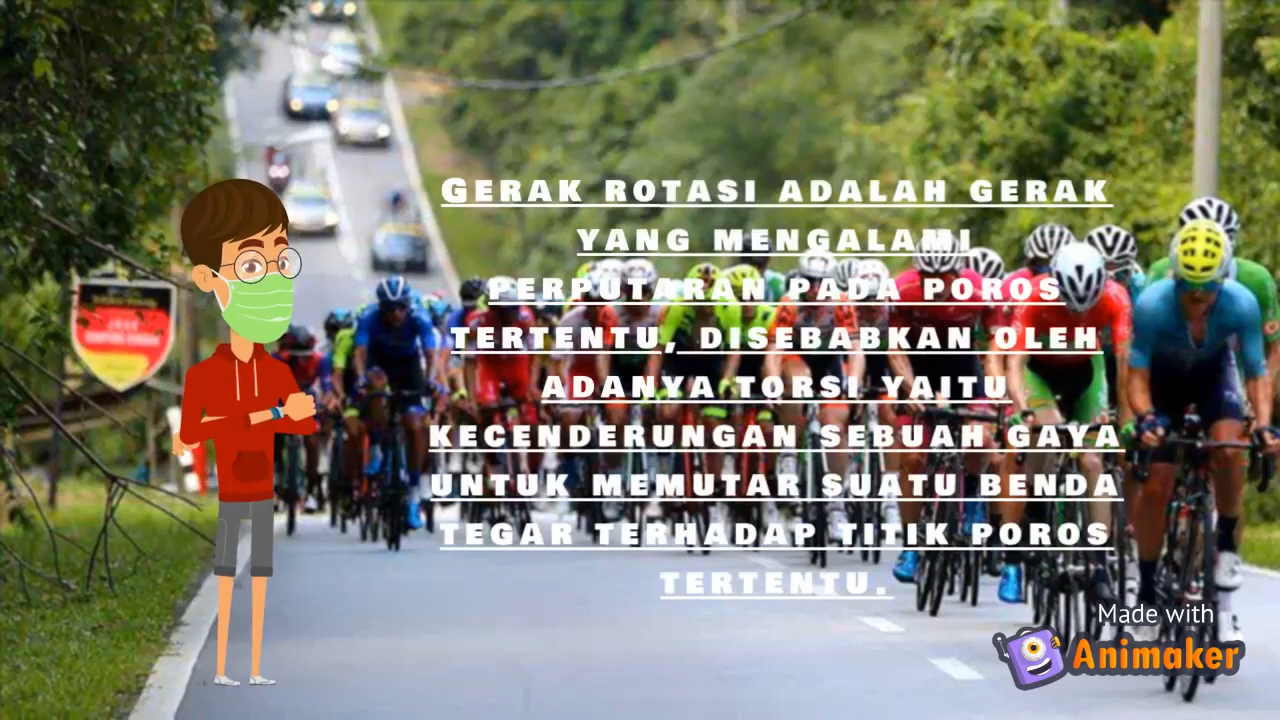 Gerak rotasi adalah gerak
yang mengalami
perputaran pada poros
tertentu, disebabkan oleh
adanya torsi yaitu
kecenderungan sebuah gaya
untuk memutar suatu benda
tegar terhadap titik poros
tertentu.
Made with
Animaker